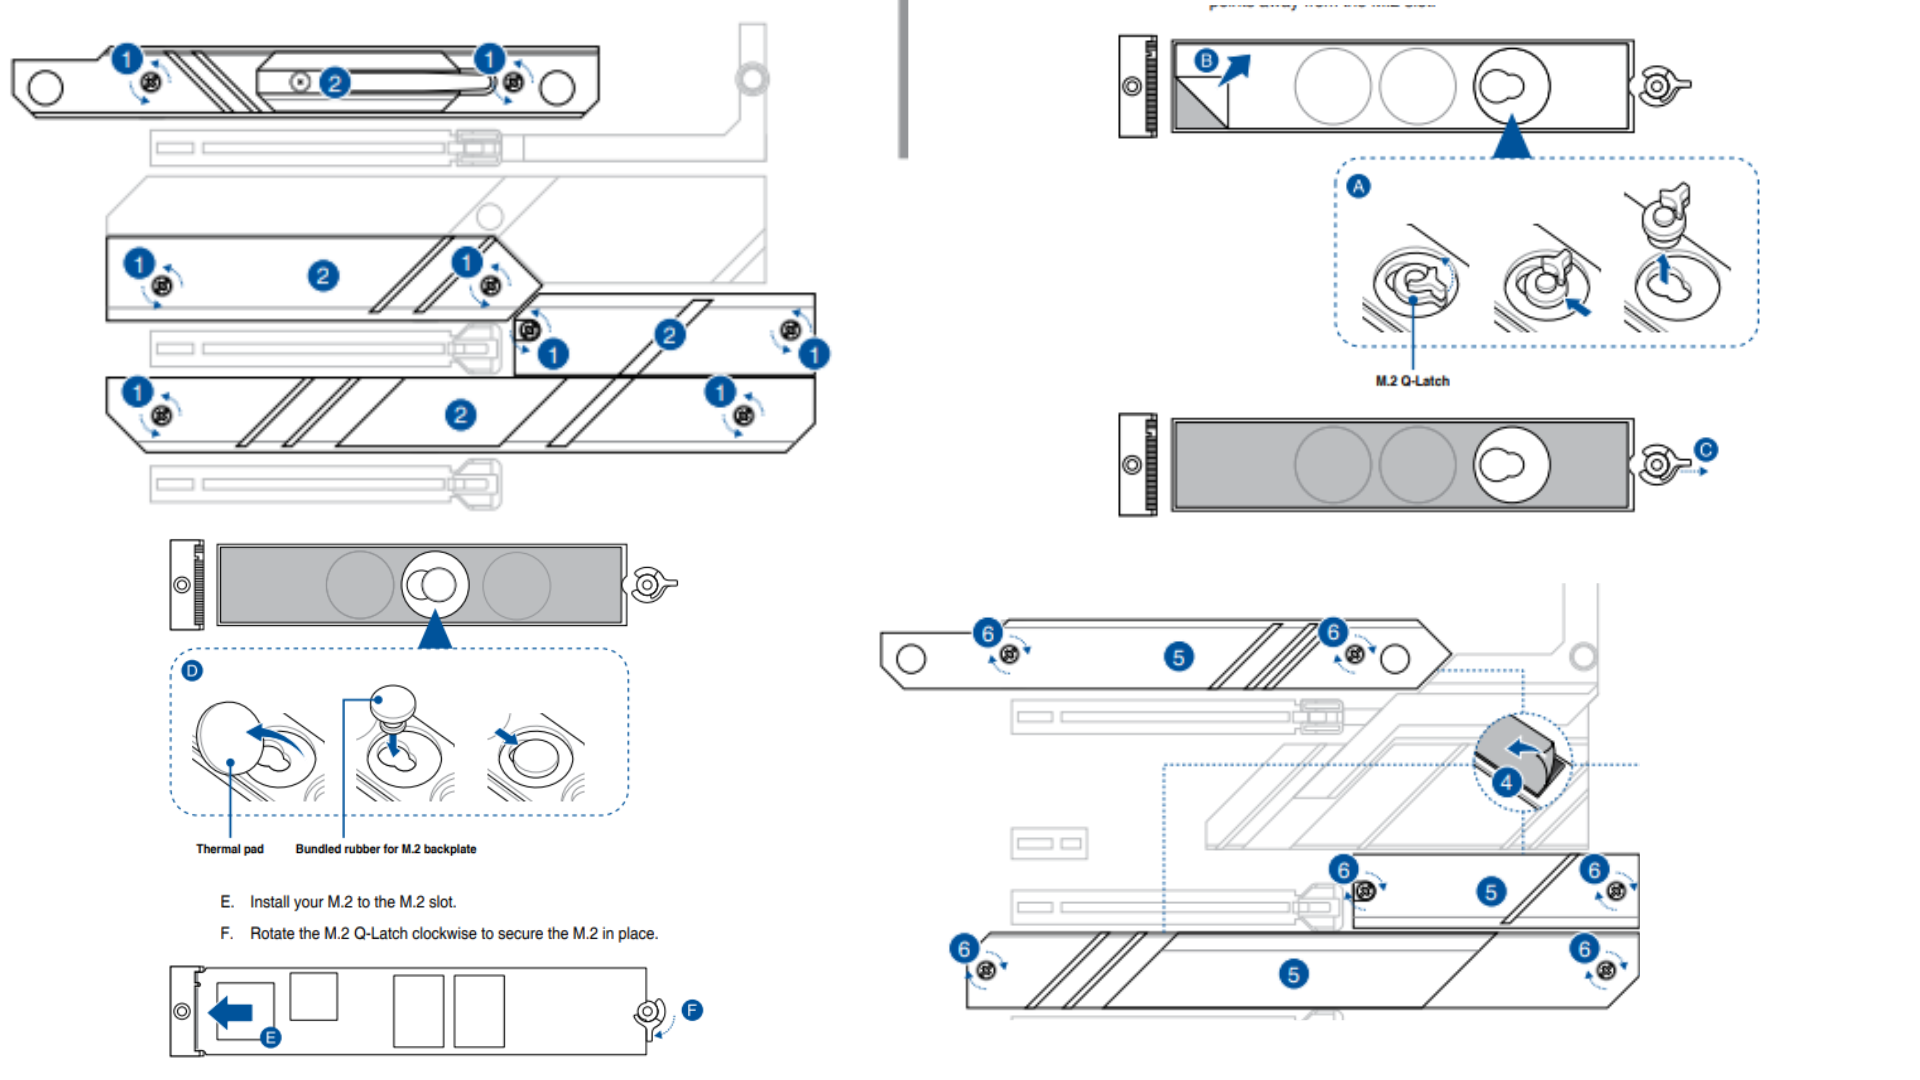 1
1
2
1
2
1
1
2
1
1
2
1
D
Thermal pad
Bundled rubber for M.2 backplate
E. Install your M.2 to the M.2 slot.
F. Rotate the M.2 Q-Latch clockwise to secure the M.2 in place.
E
F
B
A
M.2 Q-Latch
C
6
5
6
4
6
5
6
6
5
6